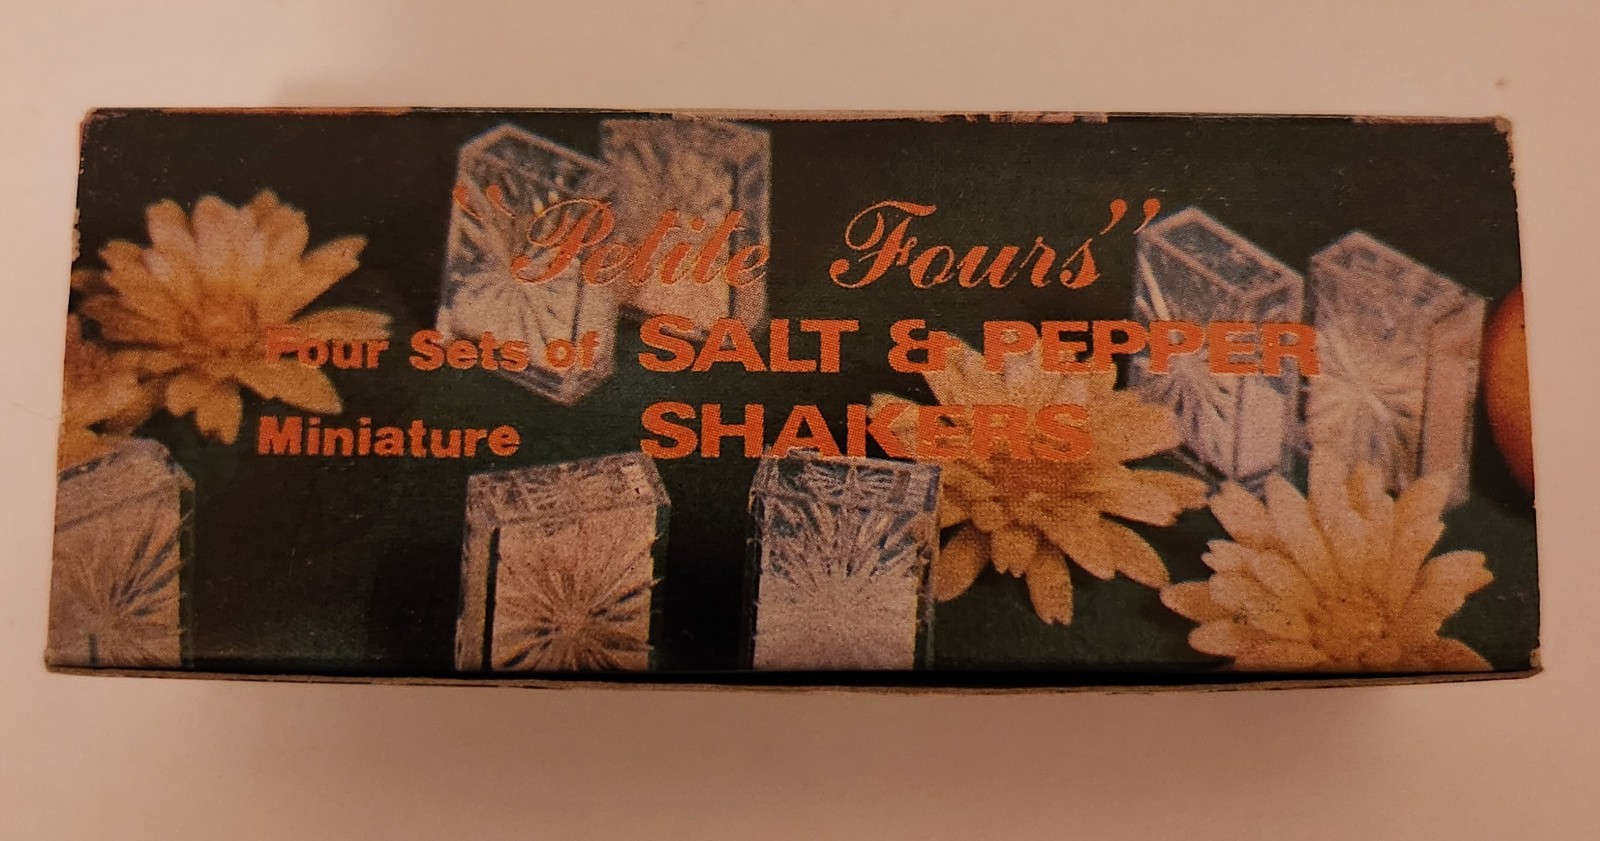 "Petite Fours"
Four Sets of SALT & PEPPER
Miniature SHAKERS